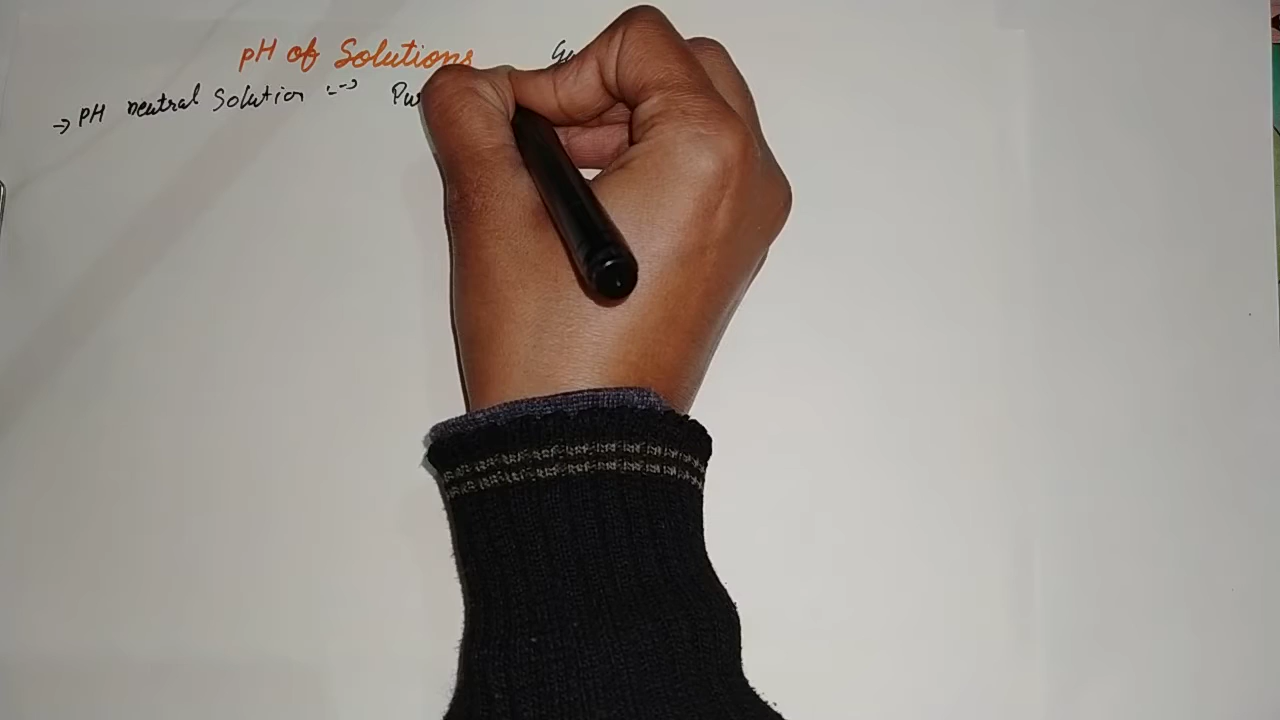 pH of Solutions
→ PH neutral Solution :-→